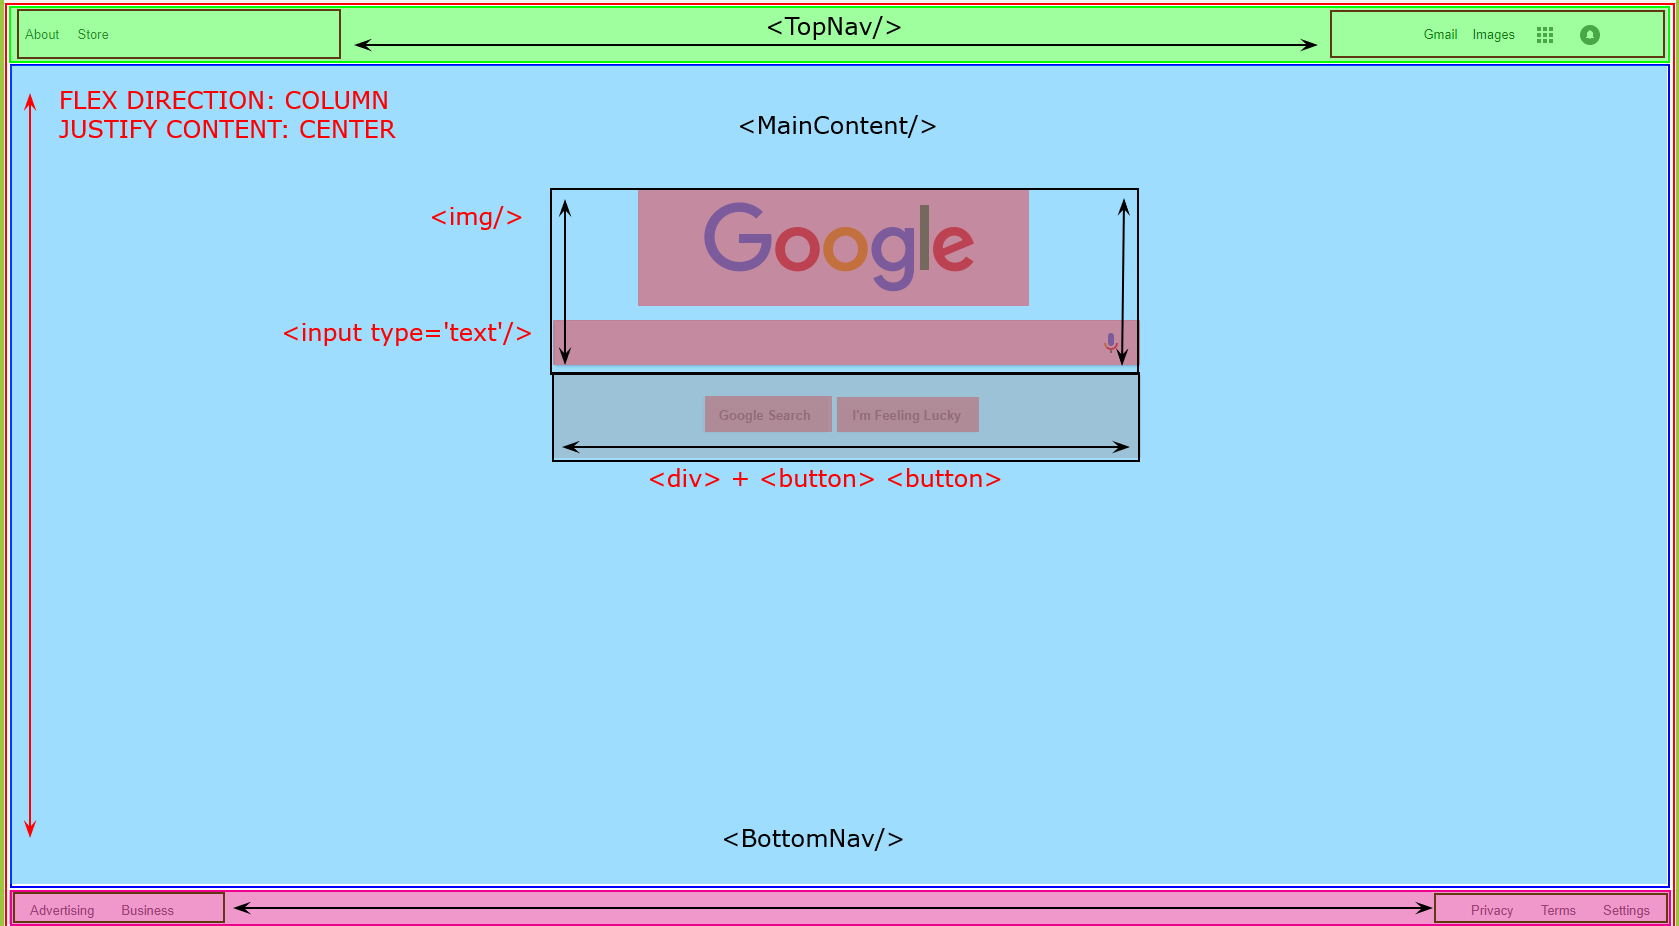 About Store <TopNav/> Gmail Images
FLEX DIRECTION: COLUMN
JUSTIFY CONTENT: CENTER
<MainContent/>
<img/>
Google
<input type='text'/>
Google Search I'm Feeling Lucky
<div> + <button> <button>
<BottomNav/>
Advertising Business Privacy Terms Settings